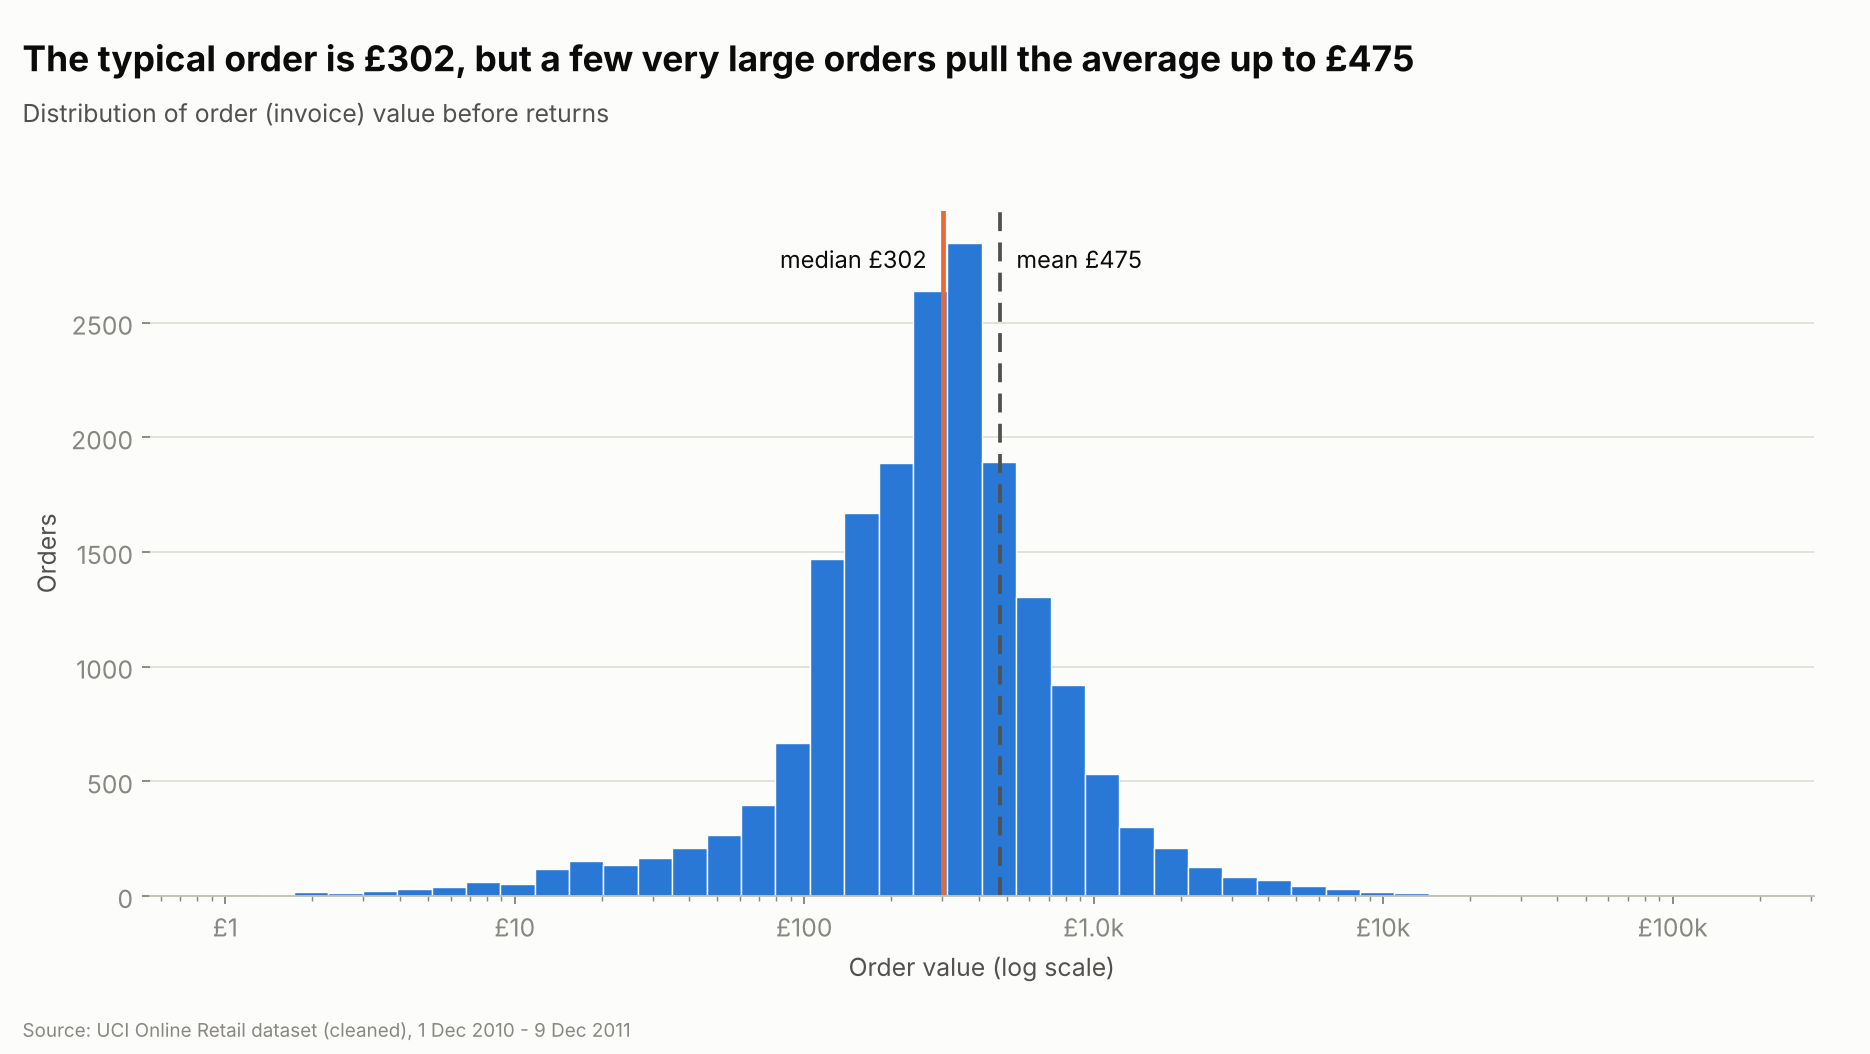 The typical order is £302, but a few very large orders pull the average up to £475
Distribution of order (invoice) value before returns
median £302
mean £475
2500
2000
1500
1000
500
0
Orders
£1
£10
£100
£1.0k
£10k
£100k
Order value (log scale)
Source: UCI Online Retail dataset (cleaned), 1 Dec 2010 - 9 Dec 2011